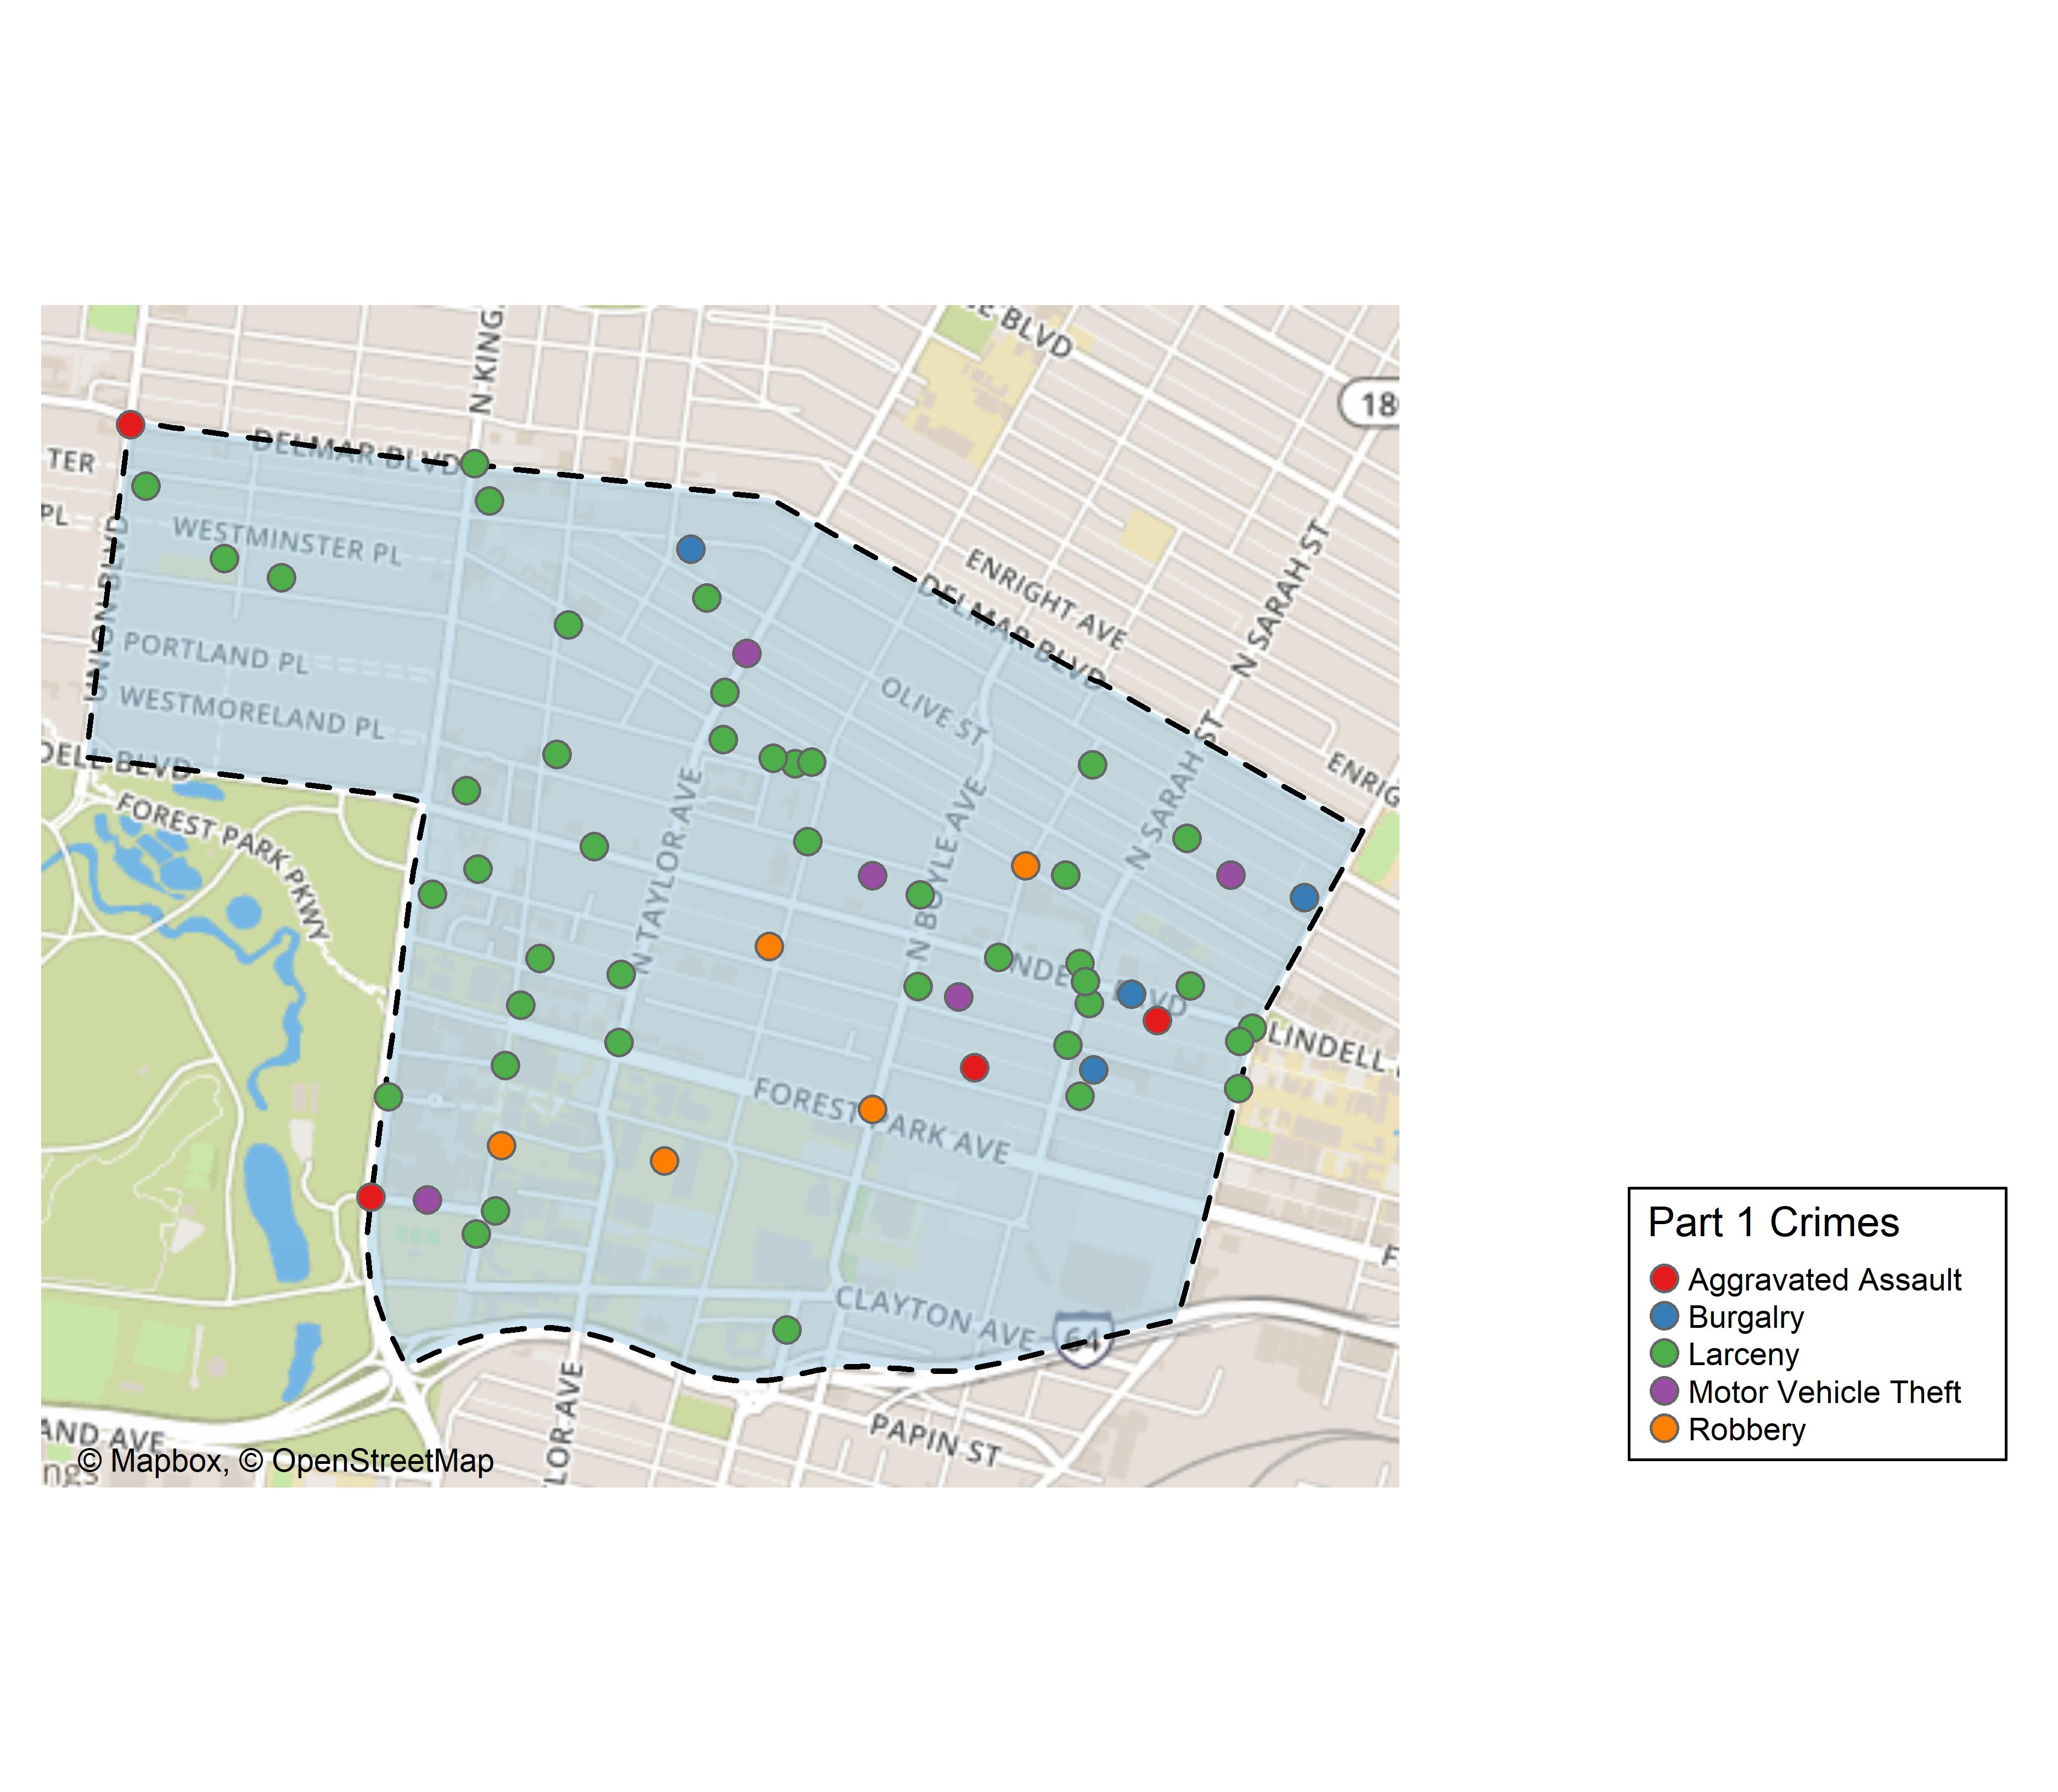 N KING
18
DELMAR BLVD
TER
PL
WESTMINSTER PL
ENRIGHT AVE
DELMAR BLVD
N SARAH ST
UNION BLVD
PORTLAND PL
WESTMORELAND PL
OLIVE ST
N SARAH ST
DELL BLVD
ENRIG
FOREST PARK PKWY
N TAYLOR AVE
N BOYLE AVE
LINDELL
FOREST PARK AVE
CLAYTON AVE
64
F
AND AVE
LOR AVE
PAPIN ST
ngs
© Mapbox, © OpenStreetMap
Part 1 Crimes
Aggravated Assault
Burgalry
Larceny
Motor Vehicle Theft
Robbery